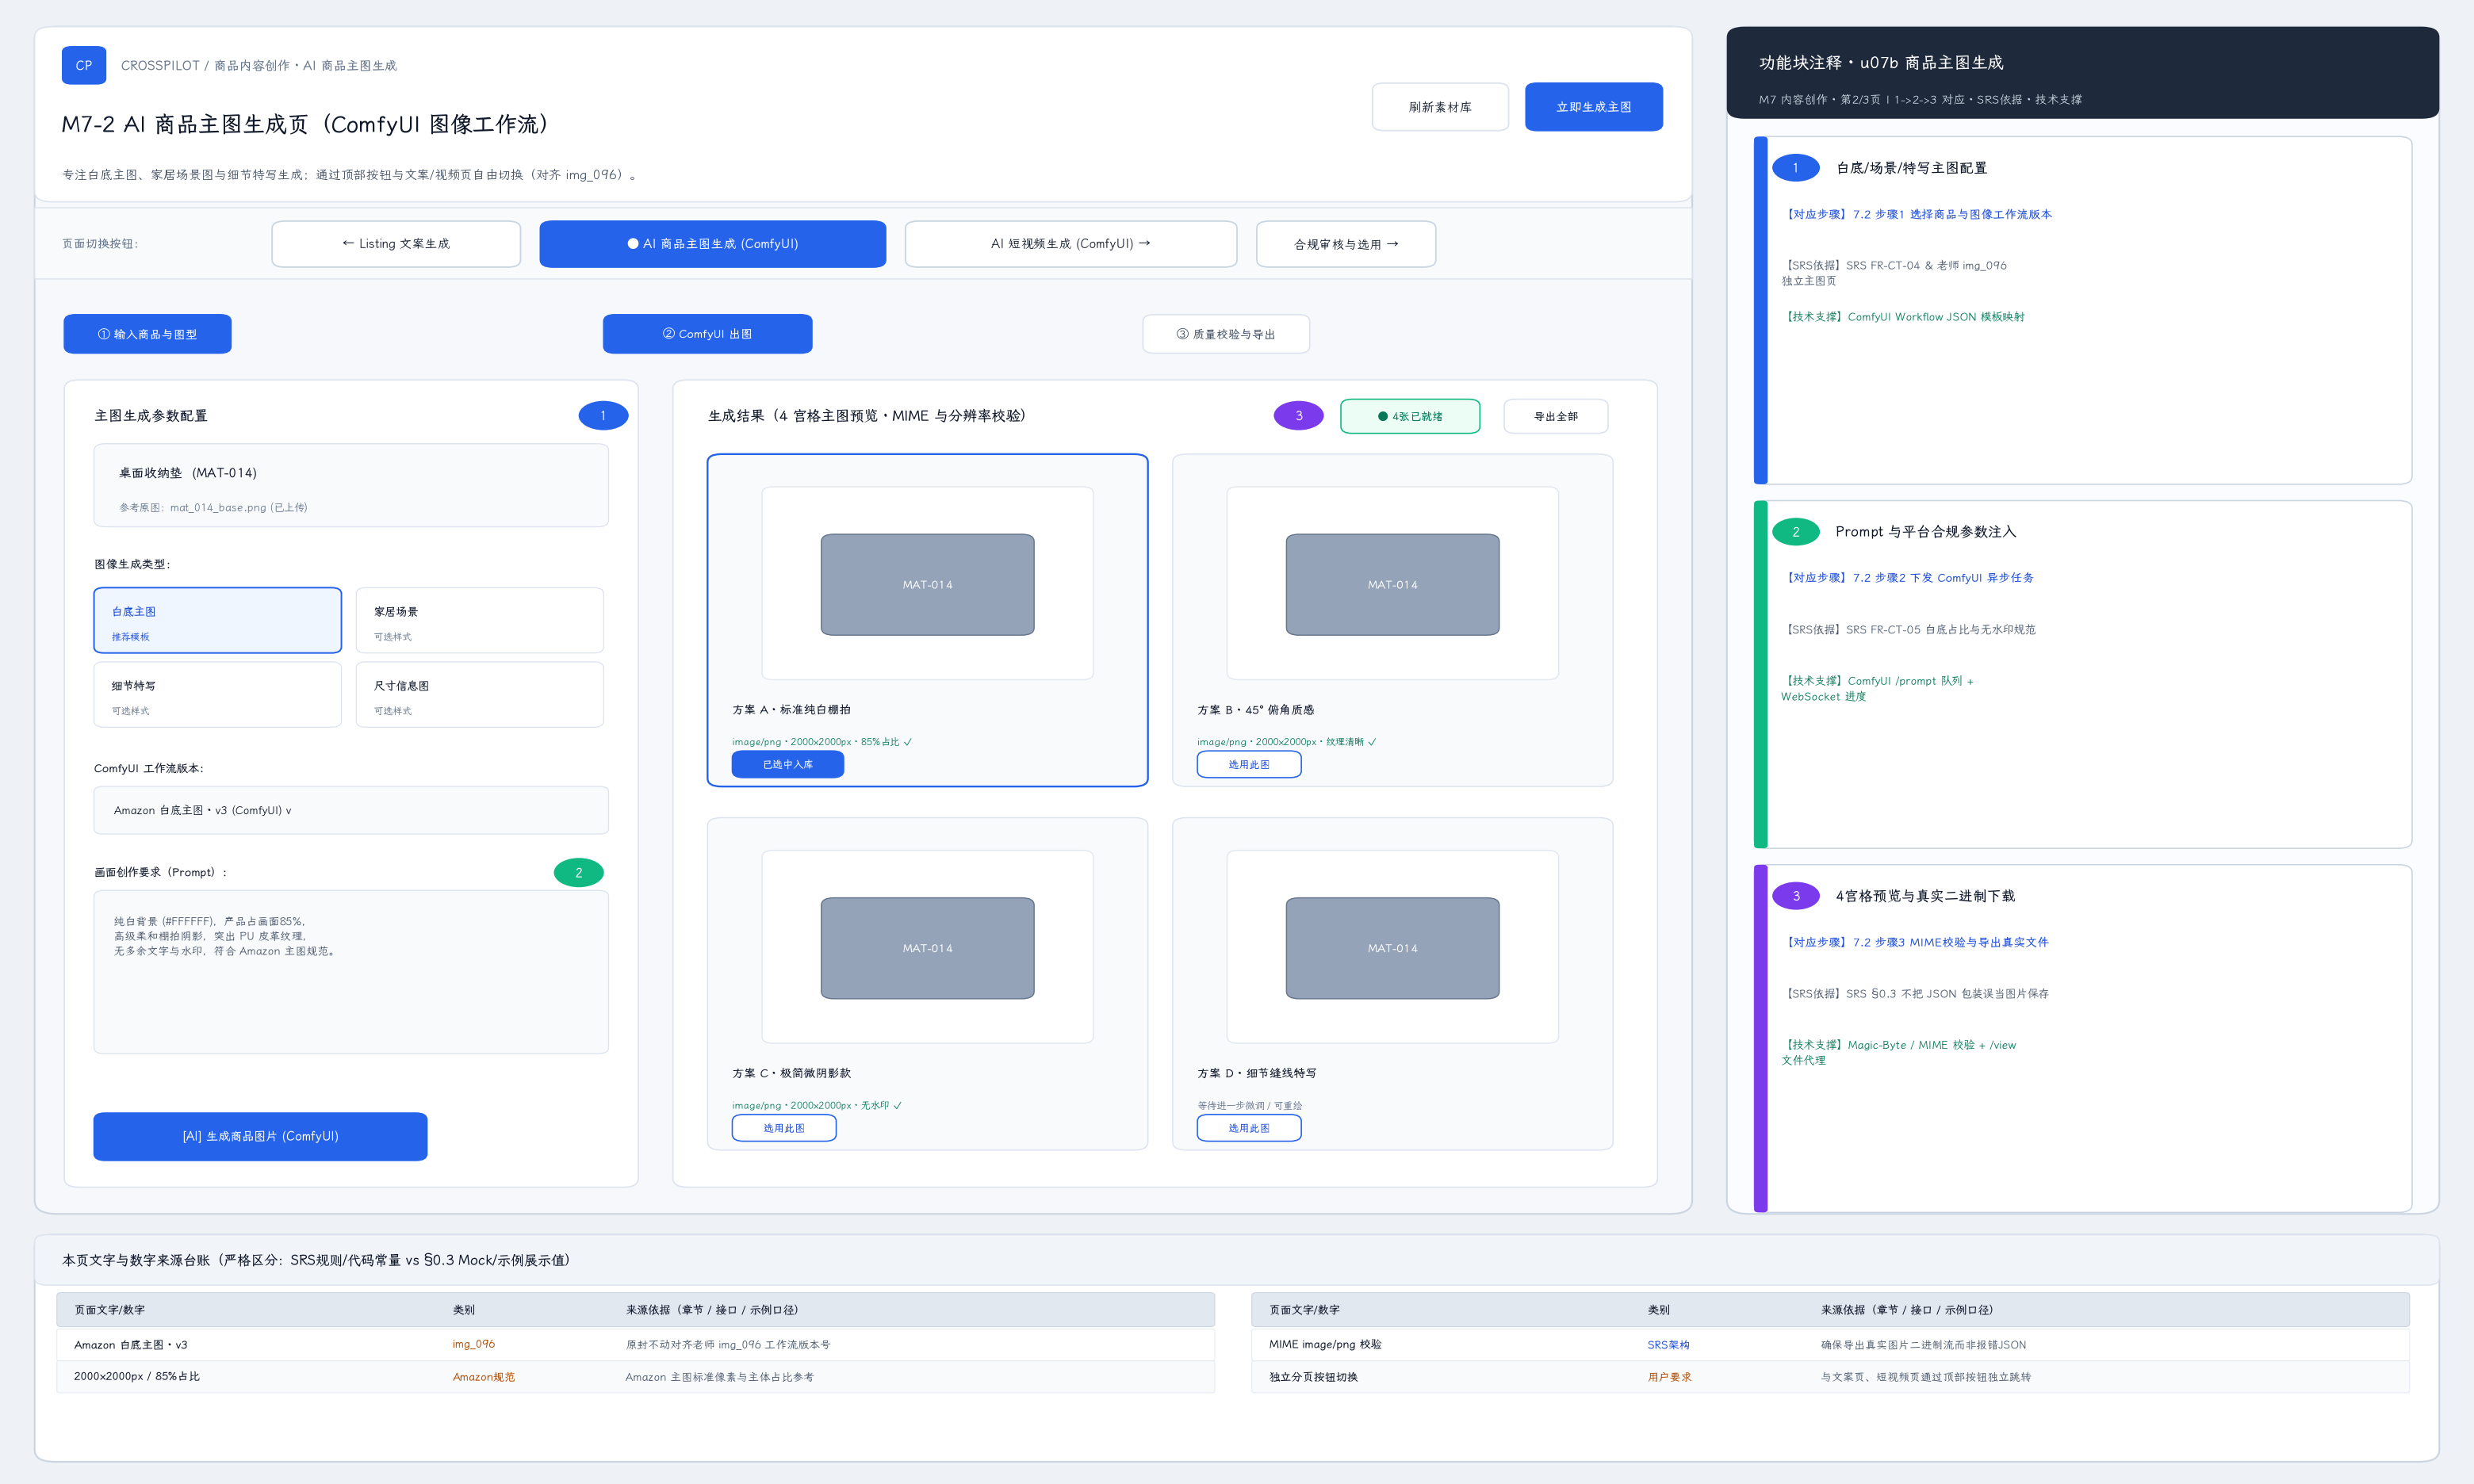 CP
CROSSPILOT / 商品内容创作・AI 商品主图生成
M7-2 AI 商品主图生成页（ComfyUI 图像工作流）
专注白底主图、家居场景图与细节特写生成；通过顶部按钮与文案/视频页自由切换（对齐 img_096）。
刷新素材库
立即生成主图
页面切换按钮：
← Listing 文案生成
● AI 商品主图生成 (ComfyUI)
AI 短视频生成 (ComfyUI) →
合规审核与选用 →
① 输入商品与图型
② ComfyUI 出图
③ 质量校验与导出
主图生成参数配置
1
桌面收纳垫 (MAT-014)
参考原图：mat_014_base.png (已上传)
图像生成类型：
白底主图
推荐模板
家居场景
可选样式
细节特写
可选样式
尺寸信息图
可选样式
ComfyUI 工作流版本：
Amazon 白底主图・v3 (ComfyUI) v
画面创作要求（Prompt）：
2
纯白背景 (#FFFFFF)，产品占画面85%，
高级柔和棚拍阴影，突出 PU 皮革纹理，
无多余文字与水印，符合 Amazon 主图规范。
[AI] 生成商品图片 (ComfyUI)
生成结果（4 宫格主图预览・MIME 与分辨率校验）
3
● 4张已就绪
导出全部
MAT-014
方案 A・标准纯白棚拍
image/png・2000x2000px・85%占比 ✓
已选中入库
MAT-014
方案 B・45° 俯角质感
image/png・2000x2000px・纹理清晰 ✓
选用此图
MAT-014
方案 C・极简微阴影款
image/png・2000x2000px・无水印 ✓
选用此图
MAT-014
方案 D・细节缝线特写
等待进一步微调 / 可重绘
选用此图
功能块注释・u07b 商品主图生成
M7 内容创作・第2/3页 | 1->2->3 对应・SRS依据・技术支撑
1
白底/场景/特写主图配置
【对应步骤】7.2 步骤1 选择商品与图像工作流版本
【SRS依据】SRS FR-CT-04 & 老师 img_096
独立主图页
【技术支撑】ComfyUI Workflow JSON 模板映射
2
Prompt 与平台合规参数注入
【对应步骤】7.2 步骤2 下发 ComfyUI 异步任务
【SRS依据】SRS FR-CT-05 白底占比与无水印规范
【技术支撑】ComfyUI /prompt 队列 +
WebSocket 进度
3
4宫格预览与真实二进制下载
【对应步骤】7.2 步骤3 MIME校验与导出真实文件
【SRS依据】SRS §0.3 不把 JSON 包装误当图片保存
【技术支撑】Magic-Byte / MIME 校验 + /view
文件代理
本页文字与数字来源台账（严格区分：SRS规则/代码常量 vs §0.3 Mock/示例展示值）
页面文字/数字
类别
来源依据（章节 / 接口 / 示例口径）
Amazon 白底主图・v3
img_096
原封不动对齐老师 img_096 工作流版本号
2000x2000px / 85%占比
Amazon规范
Amazon 主图标准像素与主体占比参考
页面文字/数字
类别
来源依据（章节 / 接口 / 示例口径）
MIME image/png 校验
SRS架构
确保导出真实图片二进制流而非报错JSON
独立分页按钮切换
用户要求
与文案页、短视频页通过顶部按钮独立跳转